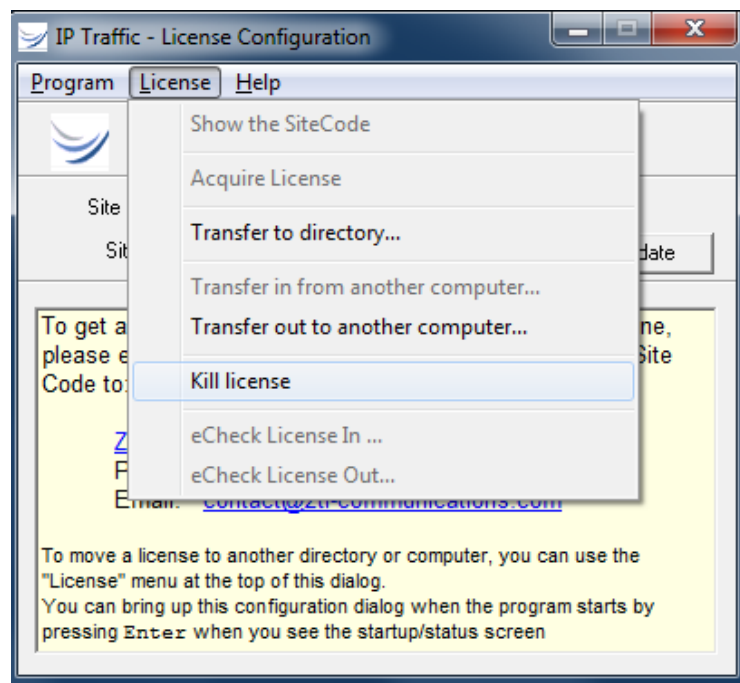 IP Traffic - License Configuration
Program License Help
Show the SiteCode
Acquire License
Site
Transfer to directory...
Sit
date
Transfer in from another computer...
To get a
ne,
Transfer out to another computer...
please e
Site
Code to:
Kill license
Z
eCheck License In ...
eCheck License Out...
Email: contact@zti-communications.com
To move a license to another directory or computer, you can use the
"License" menu at the top of this dialog.
You can bring up this configuration dialog when the program starts by
pressing Enter when you see the startup/status screen